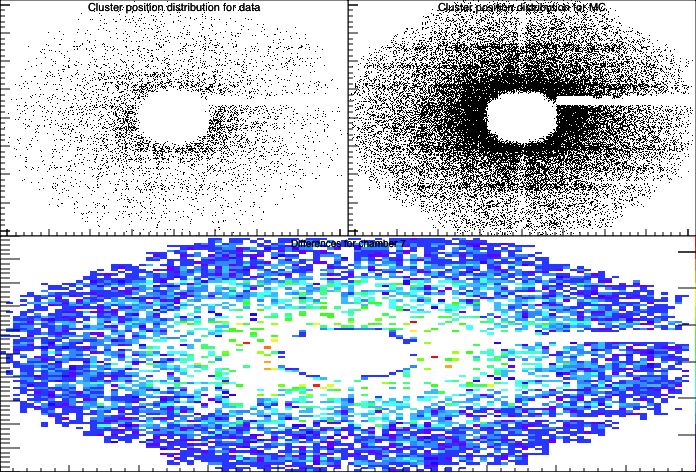 Cluster position distribution for data
Cluster position distribution for MC
Differences for chamber 7